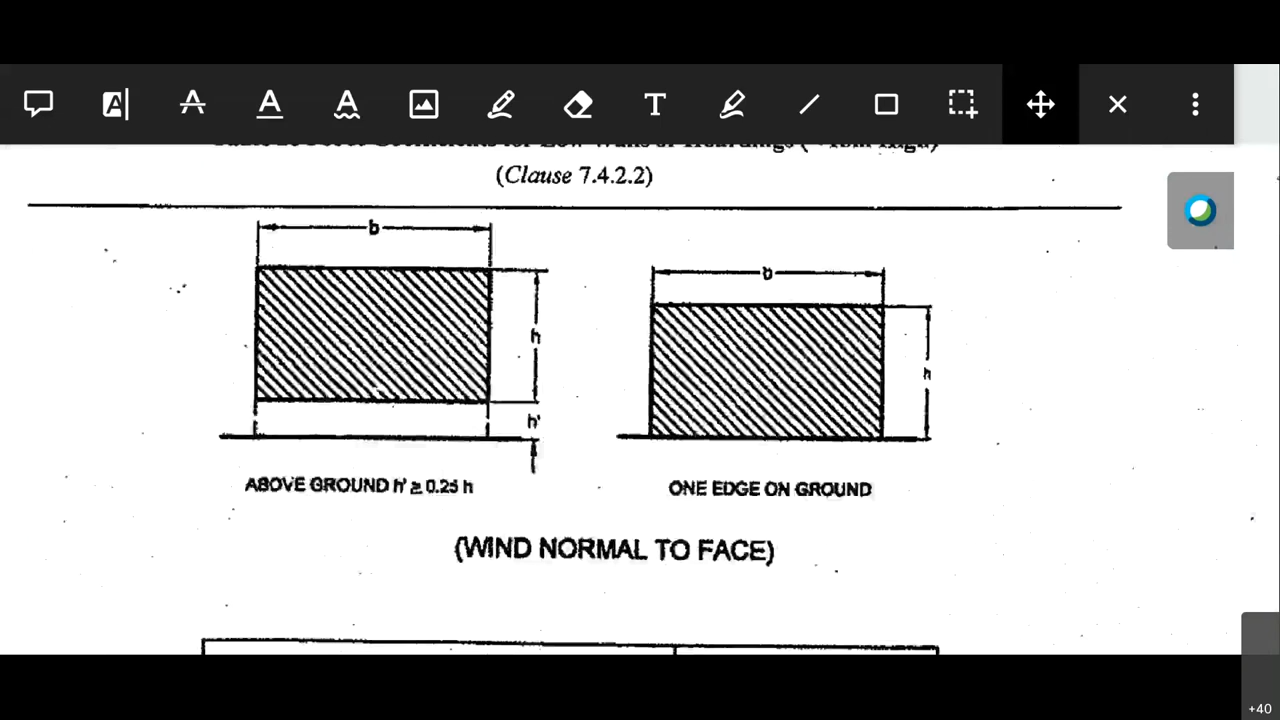 (Clause 7.4.2.2)
b
b
h
h
h'
ABOVE GROUND h' ≥ 0.25 h
ONE EDGE ON GROUND
(WIND NORMAL TO FACE)
+40